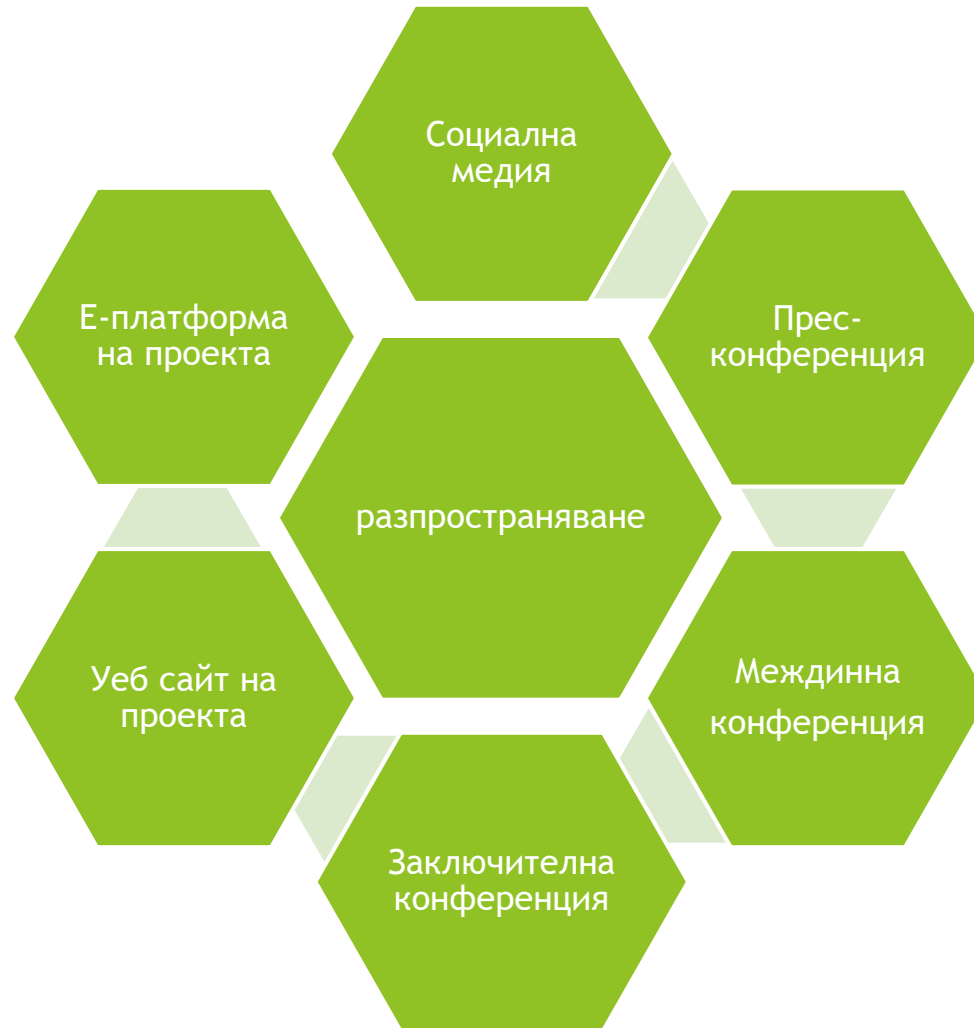 Социална
медия
Прес-
конференция
Междинна
конференция
Заключителна
конференция
Уеб сайт на
проекта
Е-платформа
на проекта
разпространяване